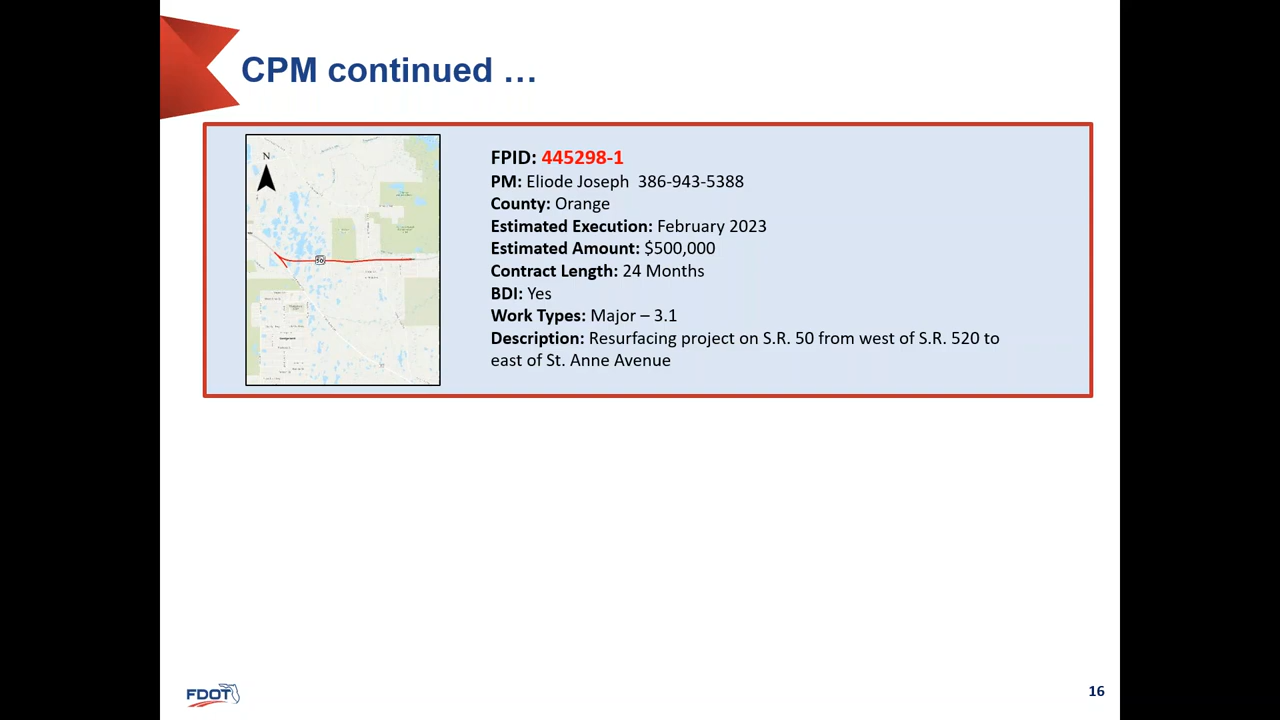 CPM continued …
N
50
FPID: 445298-1
PM: Eliode Joseph 386-943-5388
County: Orange
Estimated Execution: February 2023
Estimated Amount: $500,000
Contract Length: 24 Months
BDI: Yes
Work Types: Major – 3.1
Description: Resurfacing project on S.R. 50 from west of S.R. 520 to
east of St. Anne Avenue
FDOT
16